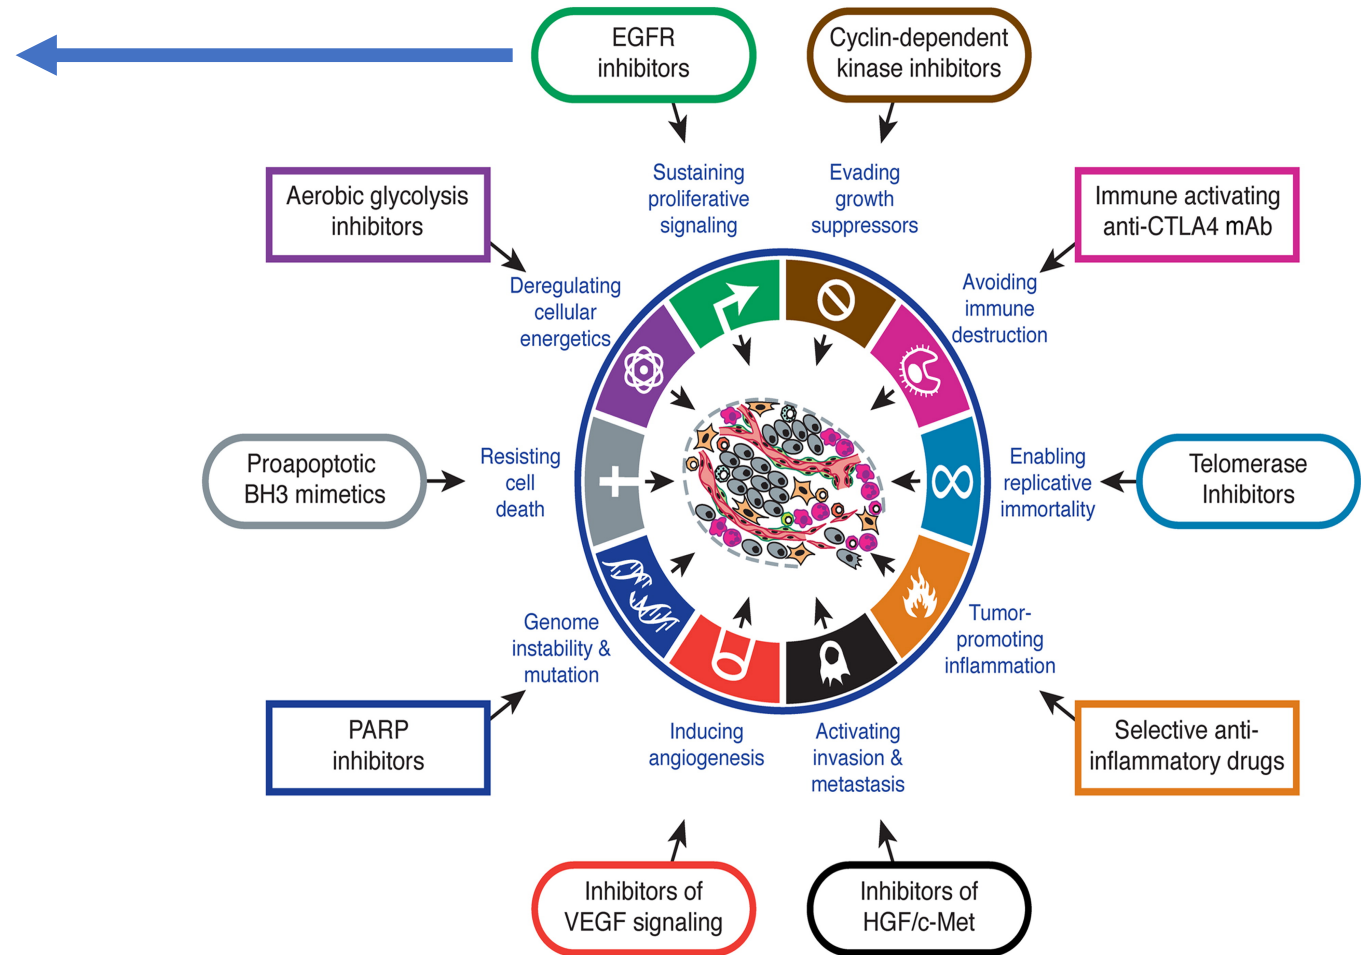 EGFR
inhibitors
Cyclin-dependent
kinase inhibitors
Sustaining
proliferative
signaling
Evading
growth
suppressors
Aerobic glycolysis
inhibitors
Immune activating
anti-CTLA4 mAb
Deregulating
cellular
energetics
Avoiding
immune
destruction
Proapoptotic
BH3 mimetics
Resisting
cell
death
Enabling
replicative
immortality
Telomerase
Inhibitors
Genome
instability &
mutation
Tumor-
promoting
inflammation
PARP
inhibitors
Inducing
angiogenesis
Activating
invasion &
metastasis
Selective anti-
inflammatory drugs
Inhibitors of
VEGF signaling
Inhibitors of
HGF/c-Met